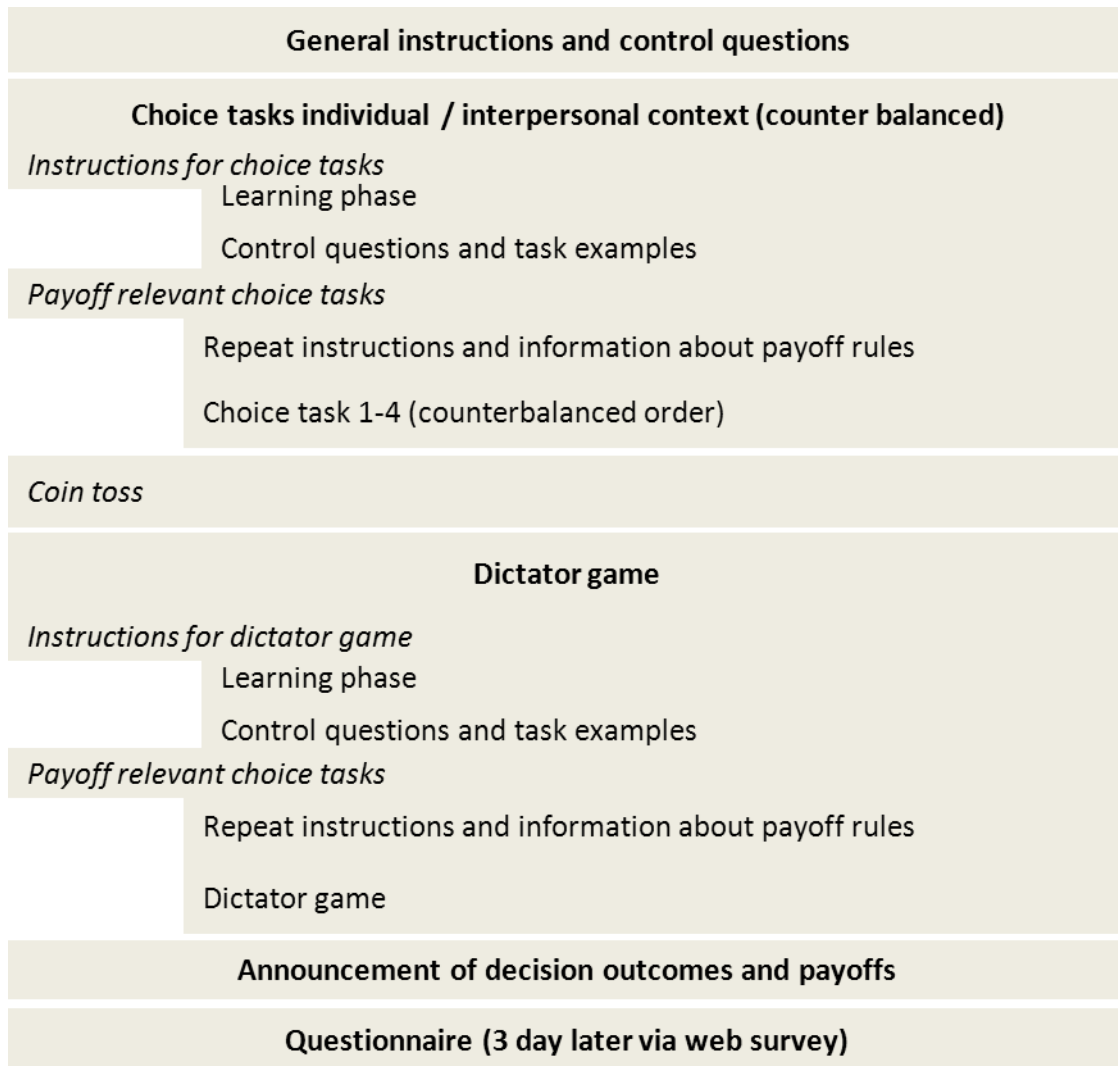 General instructions and control questions
Choice tasks individual / interpersonal context (counter balanced)
Instructions for choice tasks
Learning phase
Control questions and task examples
Payoff relevant choice tasks
Repeat instructions and information about payoff rules
Choice task 1-4 (counterbalanced order)
Coin toss
Dictator game
Instructions for dictator game
Learning phase
Control questions and task examples
Payoff relevant choice tasks
Repeat instructions and information about payoff rules
Dictator game
Announcement of decision outcomes and payoffs
Questionnaire (3 day later via web survey)